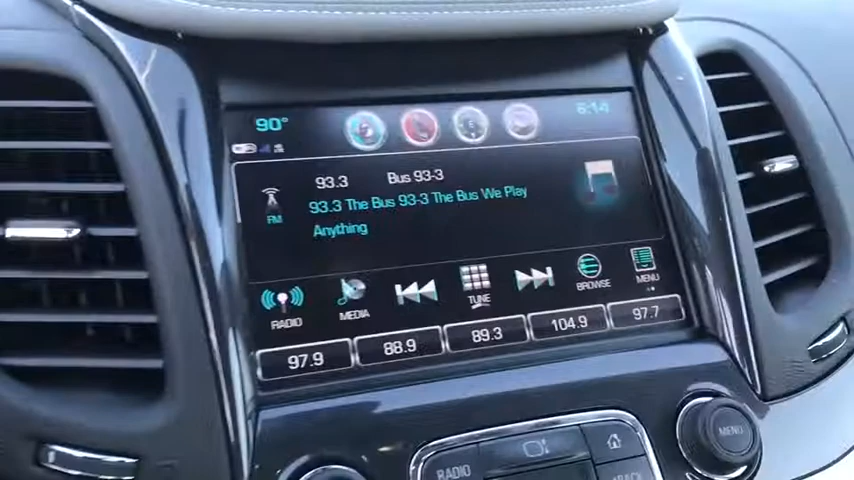 90° 6:14
93.3 Bus 93-3
FM 93.3 The Bus 93-3 The Bus We Play
Anything
RADIO MEDIA TUNE BROWSE MENU
97.9 88.9 89.3 104.9 97.7
RADIO BACK MENU